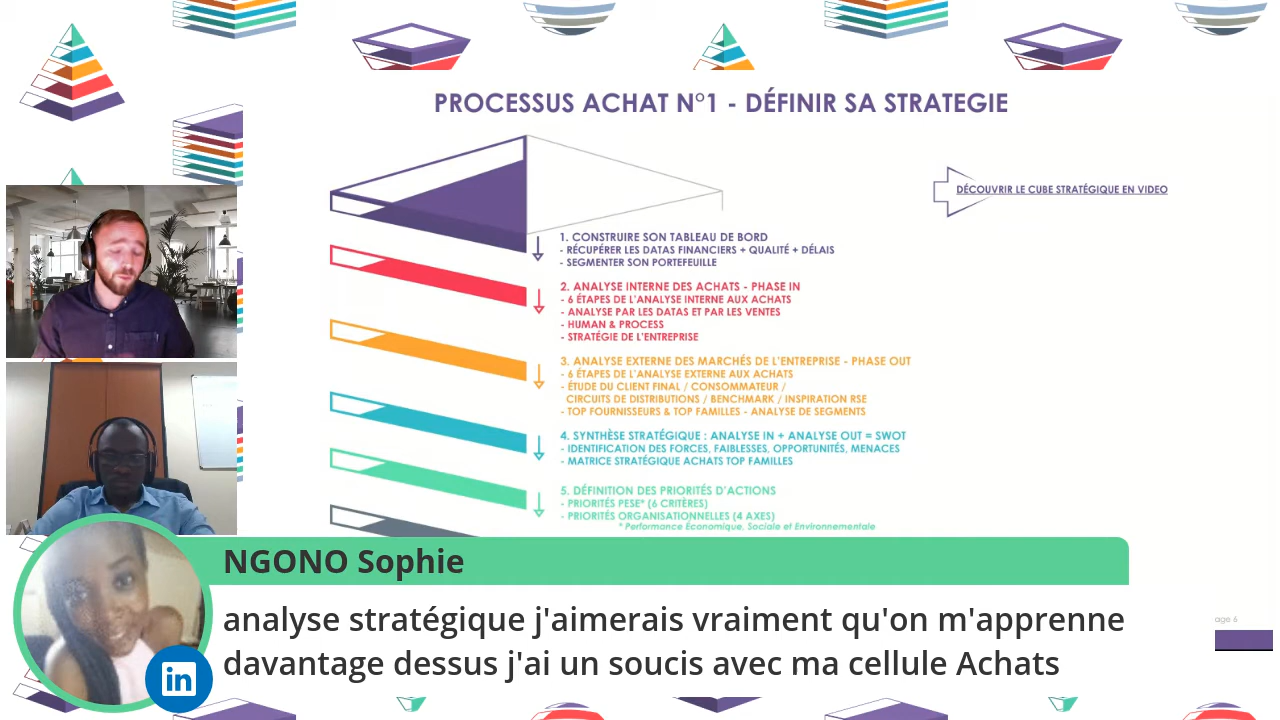 PROCESSUS ACHAT N°1 - DÉFINIR SA STRATEGIE
DÉCOUVRIR LE CUBE STRATÉGIQUE EN VIDEO
1. CONSTRUIRE SON TABLEAU DE BORD
- RÉCUPÉRER LES DATAS FINANCIERS + QUALITÉ + DÉLAIS
- SEGMENTER SON PORTEFEUILLE
2. ANALYSE INTERNE DES ACHATS - PHASE IN
- 6 ÉTAPES DE L'ANALYSE INTERNE AUX ACHATS
- ANALYSE PAR LES DATAS ET PAR LES VENTES
- HUMAN & PROCESS
- STRATÉGIE DE L'ENTREPRISE
3. ANALYSE EXTERNE DES MARCHÉS DE L'ENTREPRISE - PHASE OUT
- 6 ÉTAPES DE L'ANALYSE EXTERNE AUX ACHATS
- ÉTUDE DU CLIENT FINAL / CONSOMMATEUR /
CIRCUITS DE DISTRIBUTIONS / BENCHMARK / INSPIRATION RSE
- TOP FOURNISSEURS & TOP FAMILLES - ANALYSE DE SEGMENTS
4. SYNTHÈSE STRATÉGIQUE : ANALYSE IN + ANALYSE OUT = SWOT
- IDENTIFICATION DES FORCES, FAIBLESSES, OPPORTUNITÉS, MENACES
- MATRICE STRATÉGIQUE ACHATS TOP FAMILLES
5. DÉFINITION DES PRIORITÉS D'ACTIONS
- PRIORITÉS PESE* (6 CRITÈRES)
- PRIORITÉS ORGANISATIONNELLES (4 AXES)
* Performance Économique, Sociale et Environnementale
age 6
NGONO Sophie
analyse stratégique j'aimerais vraiment qu'on m'apprenne
davantage dessus j'ai un soucis avec ma cellule Achats
in